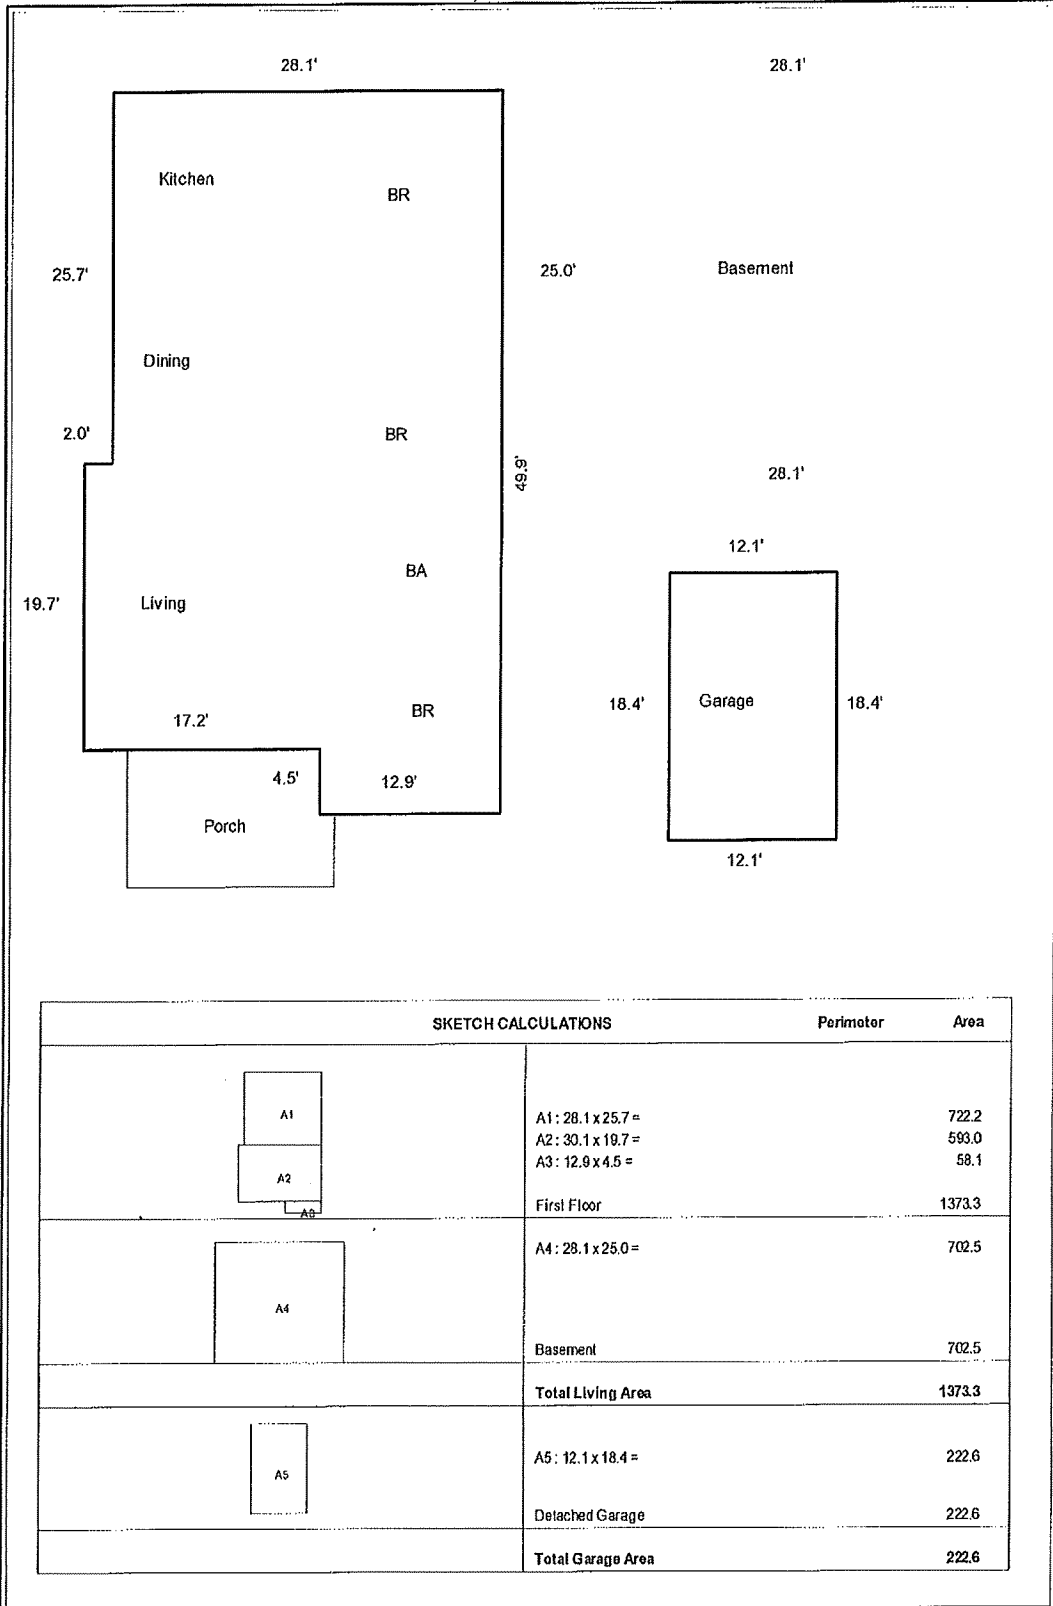 28.1' 28.1'
Kitchen
BR
25.7' 25.0' Basement
Dining
2.0' BR
49.9'
28.1'
12.1'
BA
19.7' Living
18.4' Garage 18.4'
17.2' BR
4.5' 12.9'
Porch
12.1'
SKETCH CALCULATIONS Perimeter Area
A1
A2
A3
A1 : 28.1 x 25.7 = 722.2
A2 : 30.1 x 19.7 = 593.0
A3 : 12.9 x 4.5 = 58.1
First Floor 1373.3
A4
A4 : 28.1 x 25.0 = 702.5
Basement 702.5
Total Living Area 1373.3
A5
A5 : 12.1 x 18.4 = 222.6
Detached Garage 222.6
Total Garage Area 222.6